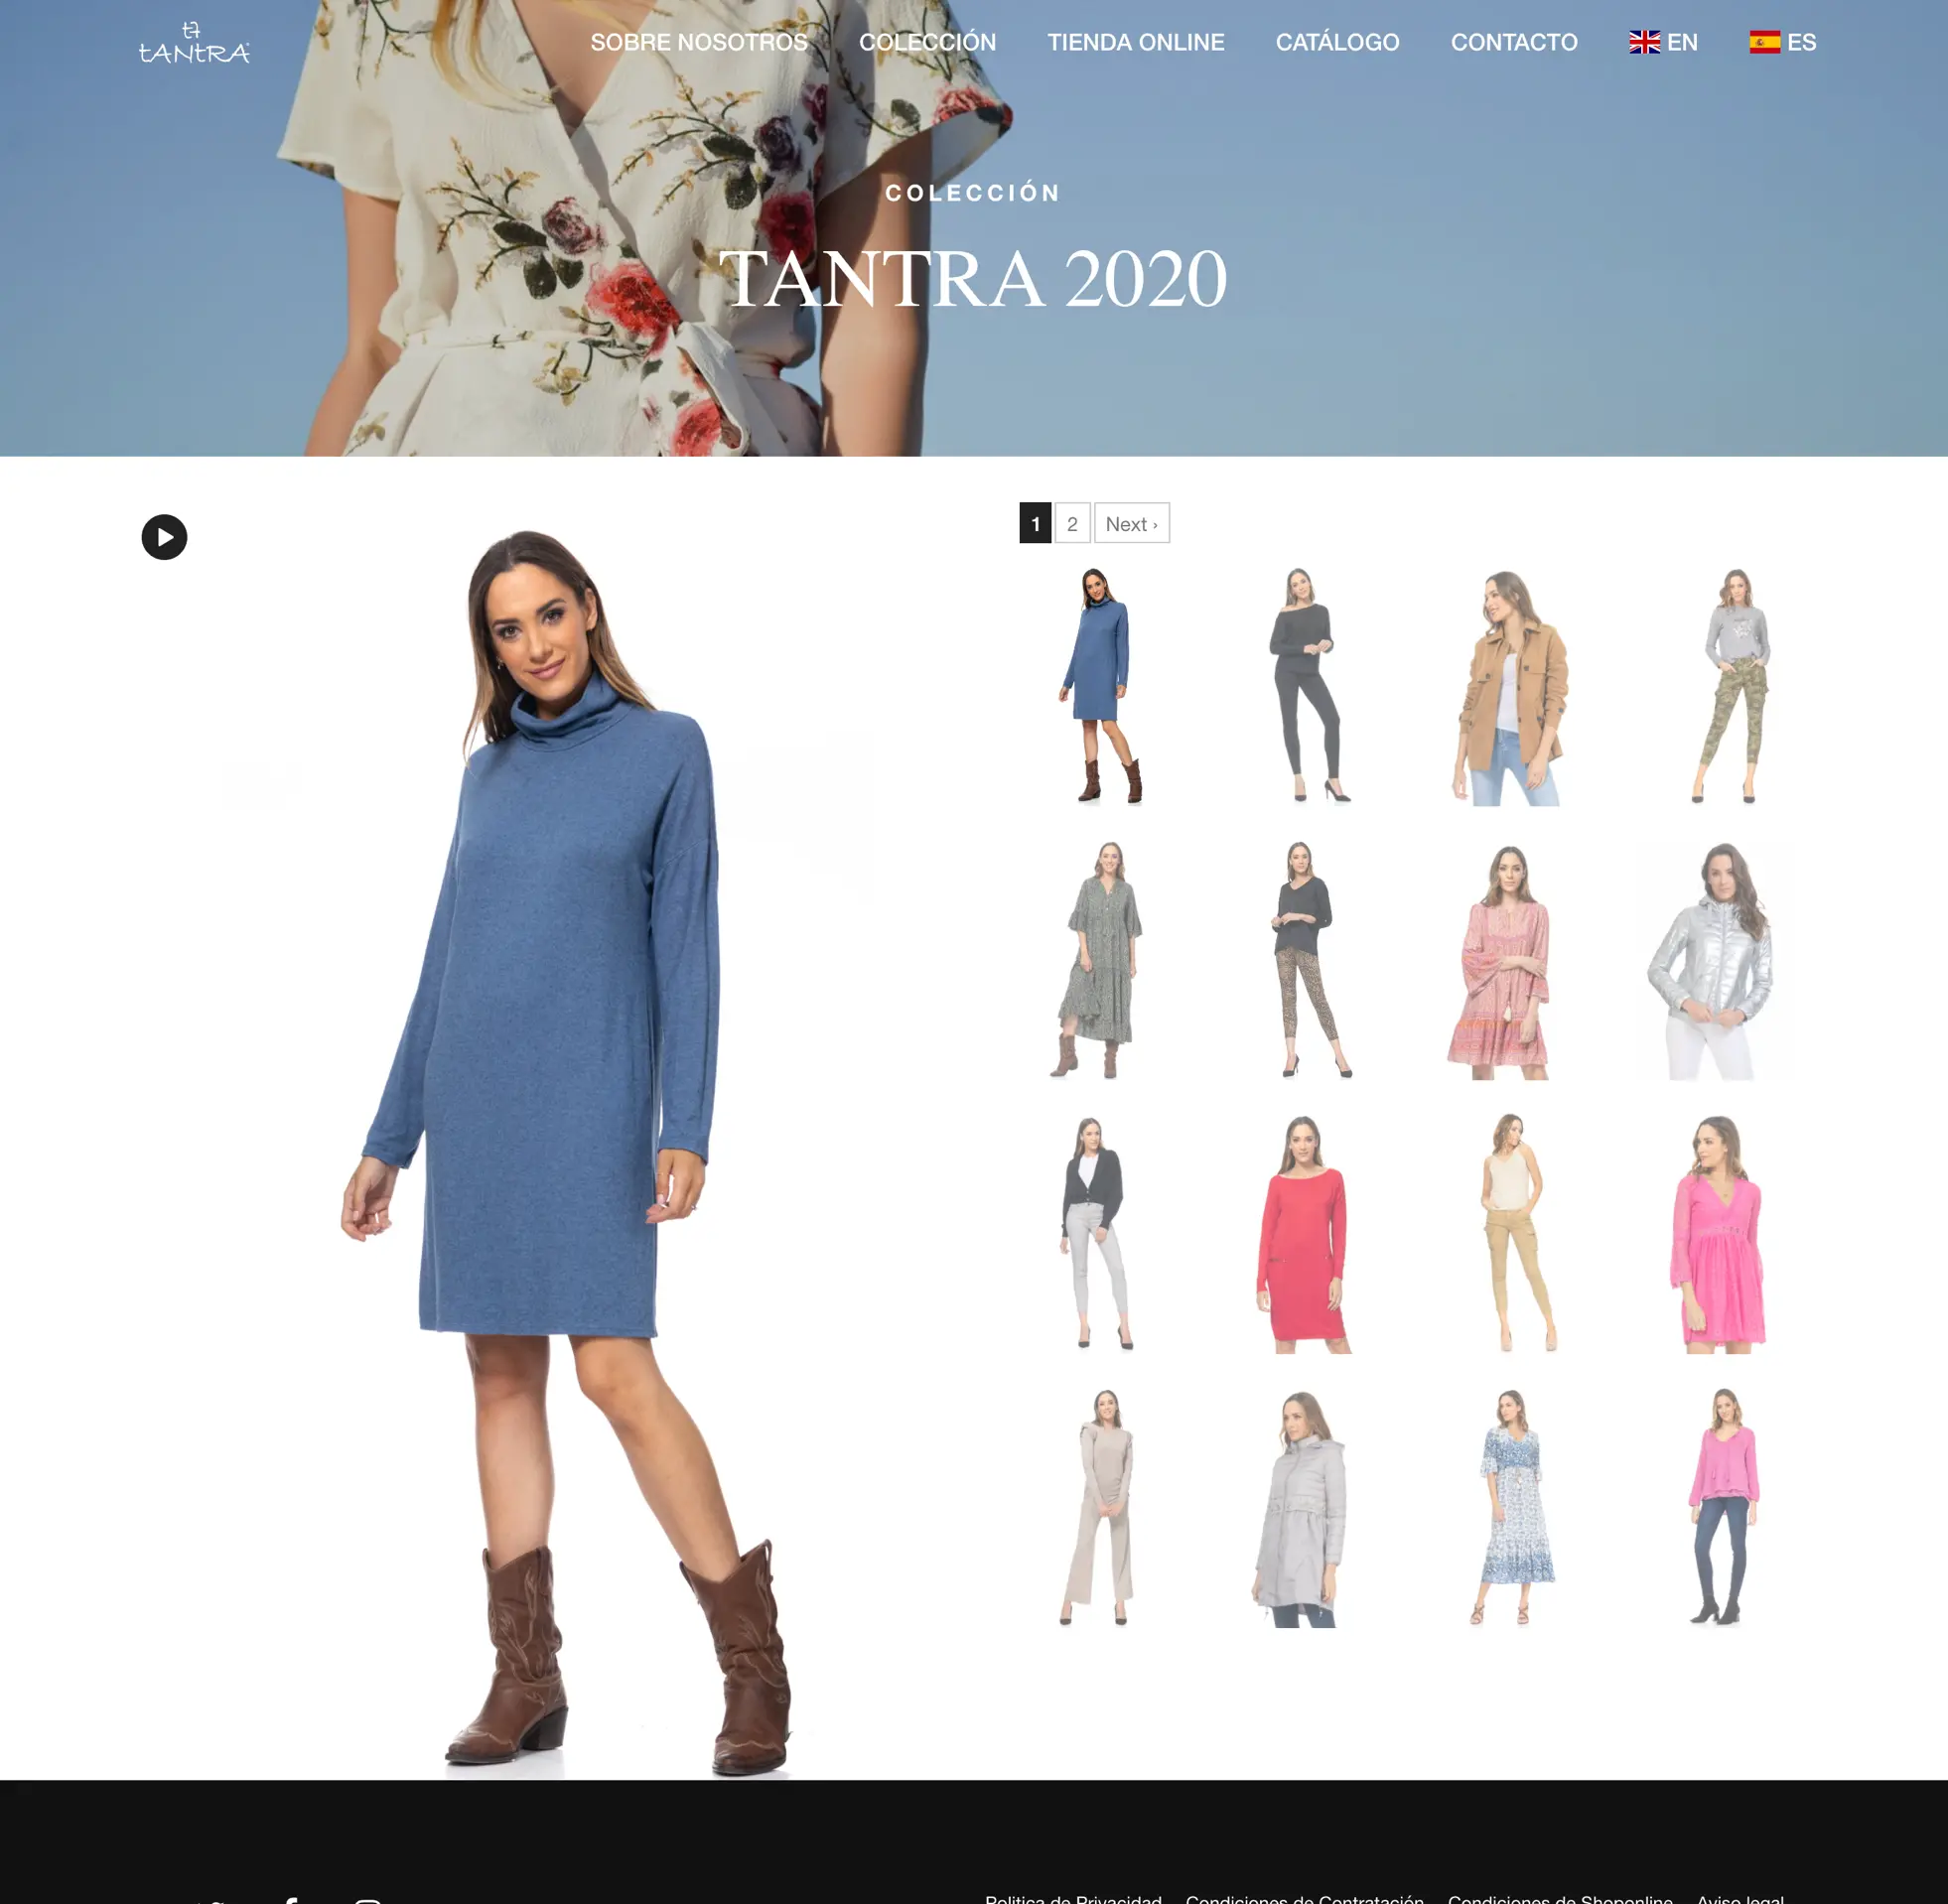 tANtRA
SOBRE NOSOTROS COLECCIÓN TIENDA ONLINE CATÁLOGO CONTACTO EN ES
COLECCIÓN
TANTRA 2020
1 2 Next ›
Politica de Privacidad Condiciones de Contratación Condiciones de Shoponline Aviso legal